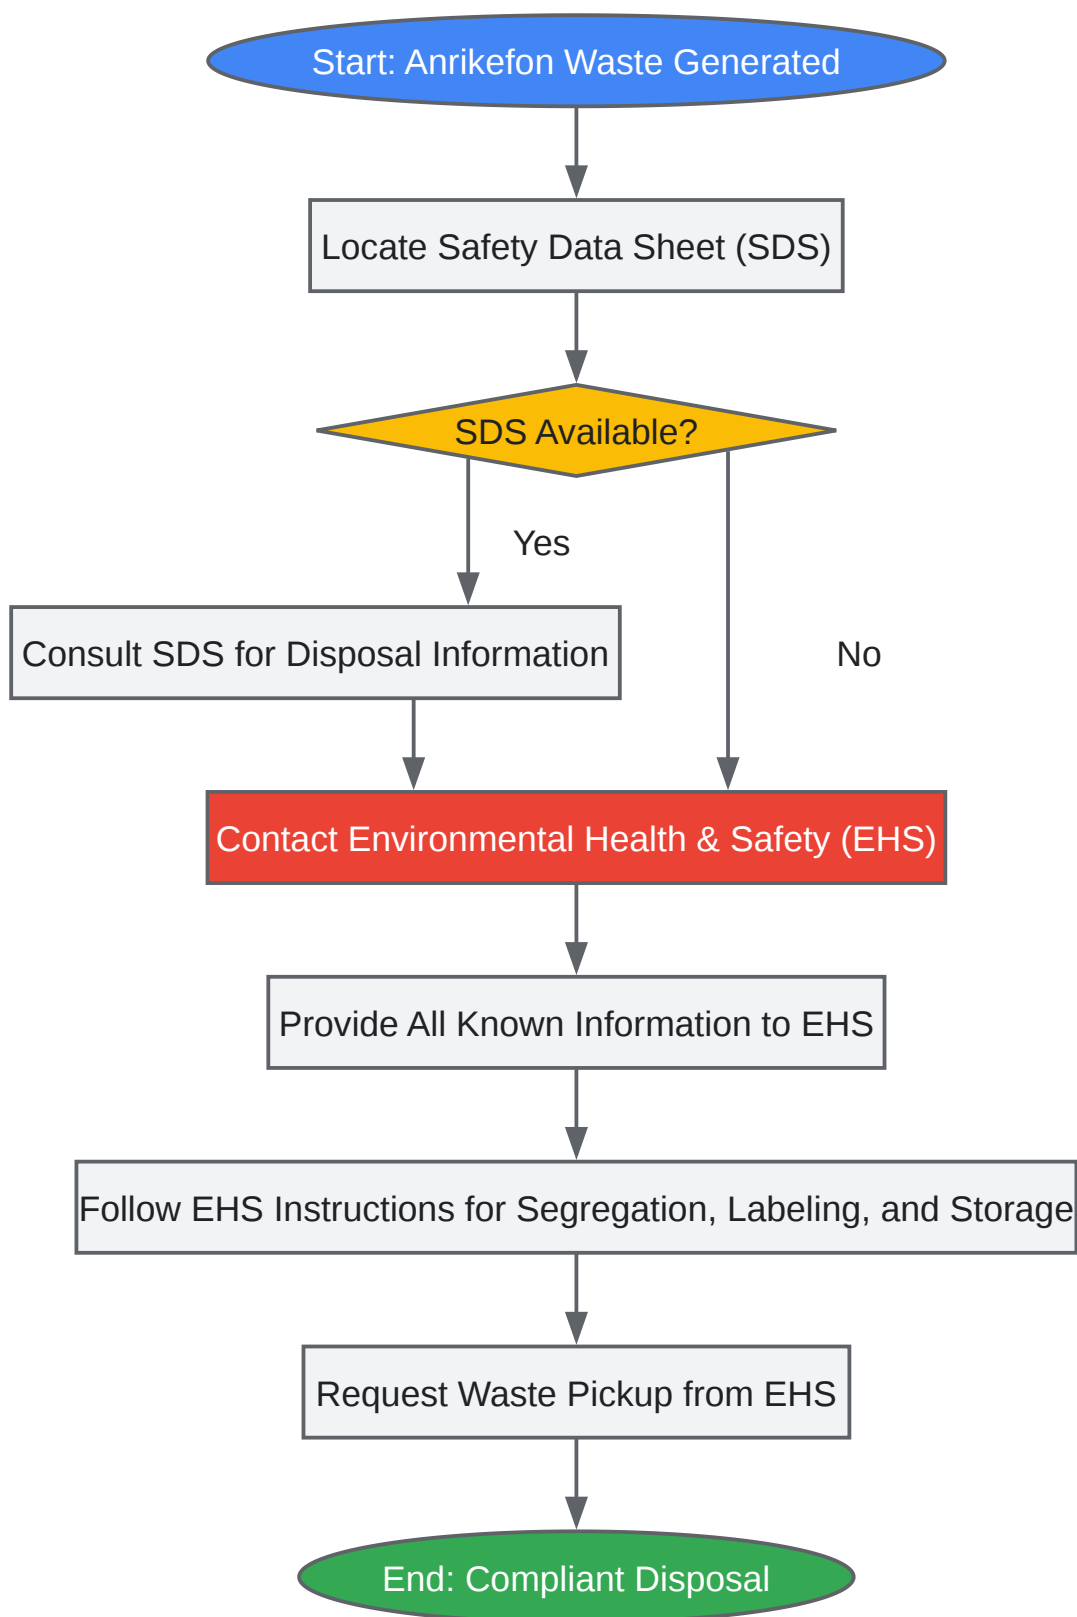 Start: Anrikefon Waste Generated
Locate Safety Data Sheet (SDS)
SDS Available?
Yes
Consult SDS for Disposal Information
No
Contact Environmental Health & Safety (EHS)
Provide All Known Information to EHS
Follow EHS Instructions for Segregation, Labeling, and Storage
Request Waste Pickup from EHS
End: Compliant Disposal